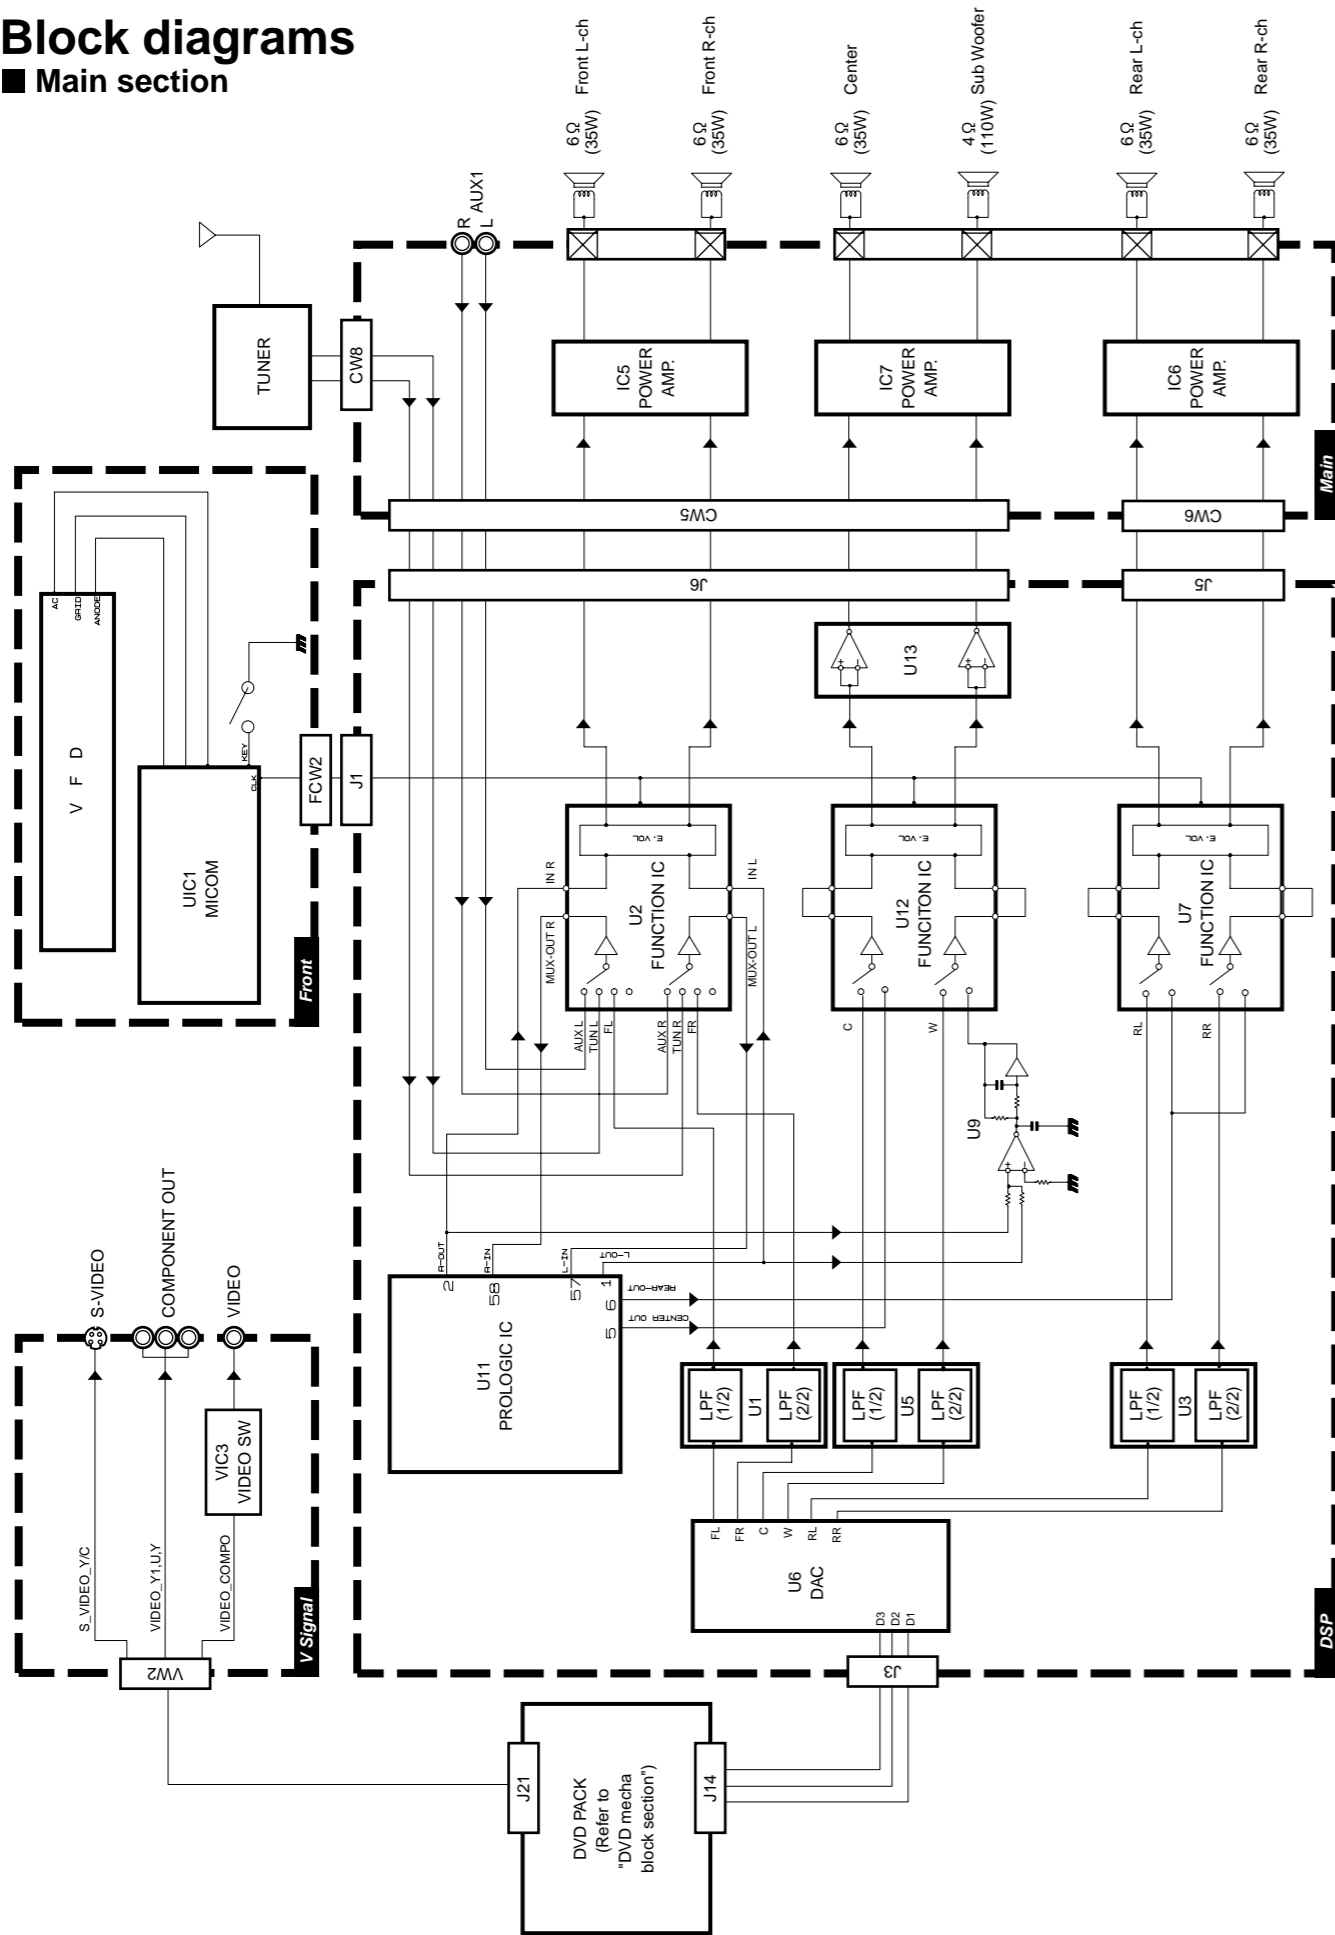 Block diagrams
Main section
6Ω
(35W)
Front L-ch
6Ω
(35W)
Front R-ch
6Ω
(35W)
Center
4Ω
(110W)
Sub Woofer
6Ω
(35W)
Rear L-ch
6Ω
(35W)
Rear R-ch
R
L
AUX1
TUNER
CW8
IC5
POWER
AMP.
IC7
POWER
AMP.
IC6
POWER
AMP.
Main
CW5
CW6
J6
J5
V F D
AC
GRID
ANODE
UIC1
MICOM
KEY
CLK
Front
FCW2
J1
U13
E. VOL
U2
FUNCTION IC
IN R
MUX-OUT R
IN L
MUX-OUT L
AUX L
TUN L
FL
AUX R
TUN R
FR
E. VOL
U12
FUNCITON IC
C
W
E. VOL
U7
FUNCTION IC
RL
RR
U9
S-VIDEO
COMPONENT OUT
VIDEO
VIC3
VIDEO SW
S_VIDEO_Y/C
VIDEO_Y1,U,Y
VIDEO_COMPO
V Signal
VW2
U11
PROLOGIC IC
R-OUT
2
R-IN
58
L-IN
57
L-OUT
1
REAR-OUT
6
CENTER OUT
5
LPF
(1/2)
U1
LPF
(2/2)
LPF
(1/2)
U5
LPF
(2/2)
LPF
(1/2)
U3
LPF
(2/2)
FL
FR
C
W
RL
RR
U6
DAC
D3
D2
D1
DSP
J3
J21
DVD PACK
(Refer to
"DVD mecha
block section")
J14